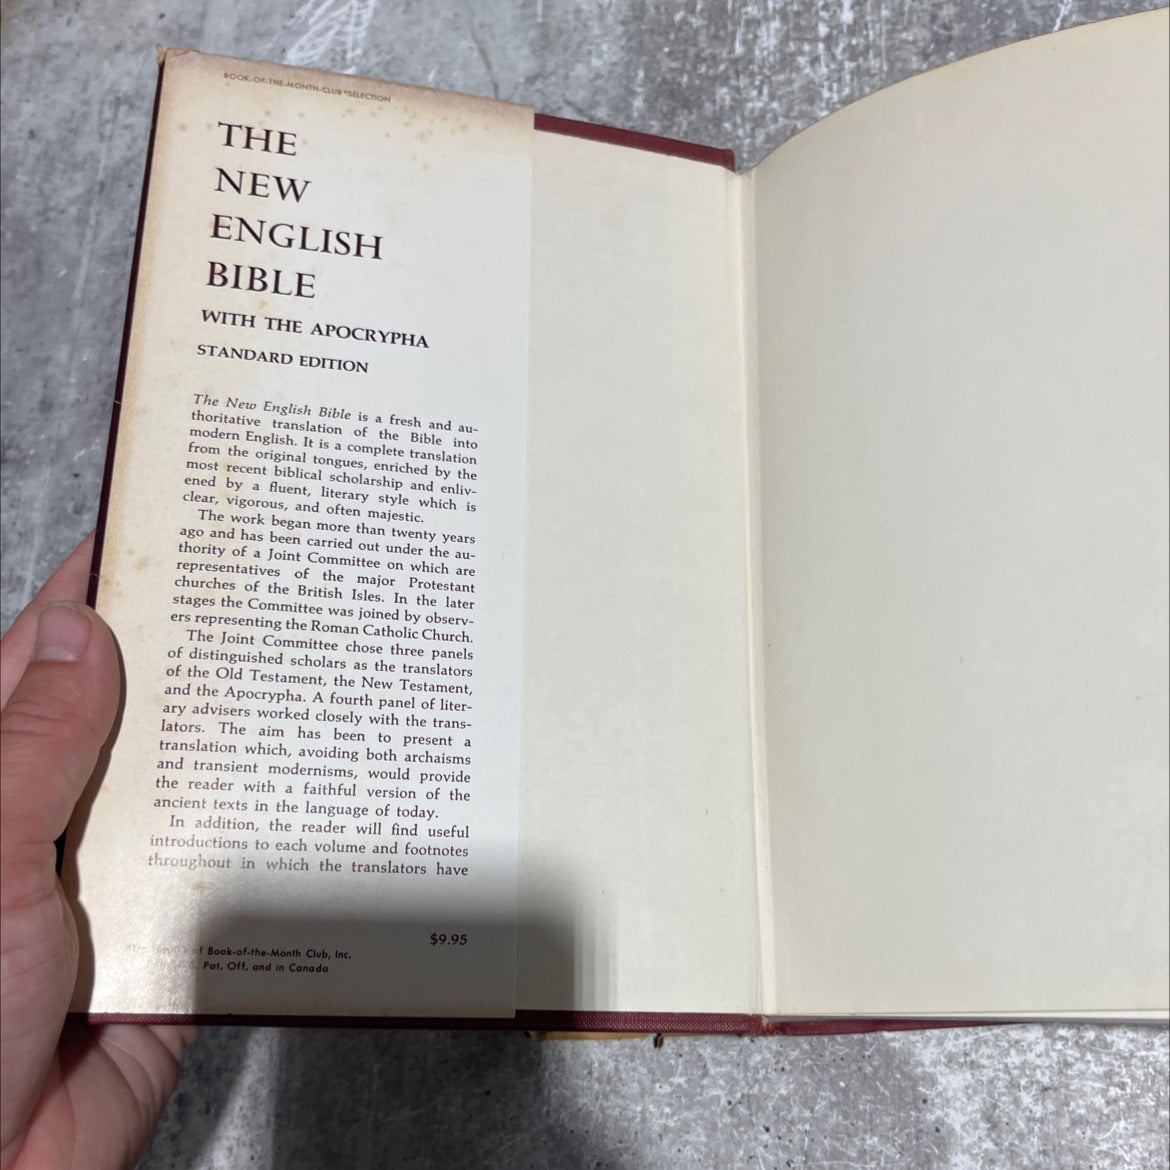 BOOK-OF-THE-MONTH-CLUB *SELECTION
THE
NEW
ENGLISH
BIBLE
WITH THE APOCRYPHA
STANDARD EDITION
The New English Bible is a fresh and au-
thoritative translation of the Bible into
modern English. It is a complete translation
from the original tongues, enriched by the
most recent biblical scholarship and enliv-
ened by a fluent, literary style which is
clear, vigorous, and often majestic.
The work began more than twenty years
ago and has been carried out under the au-
thority of a Joint Committee on which are
representatives of the major Protestant
churches of the British Isles. In the later
stages the Committee was joined by observ-
ers representing the Roman Catholic Church.
The Joint Committee chose three panels
of distinguished scholars as the translators
of the Old Testament, the New Testament,
and the Apocrypha. A fourth panel of liter-
ary advisers worked closely with the trans-
lators. The aim has been to present a
translation which, avoiding both archaisms
and transient modernisms, would provide
the reader with a faithful version of the
ancient texts in the language of today.
In addition, the reader will find useful
introductions to each volume and footnotes
throughout in which the translators have
$9.95
of Book-of-the-Month Club, Inc.
Pat. Off. and in Canada